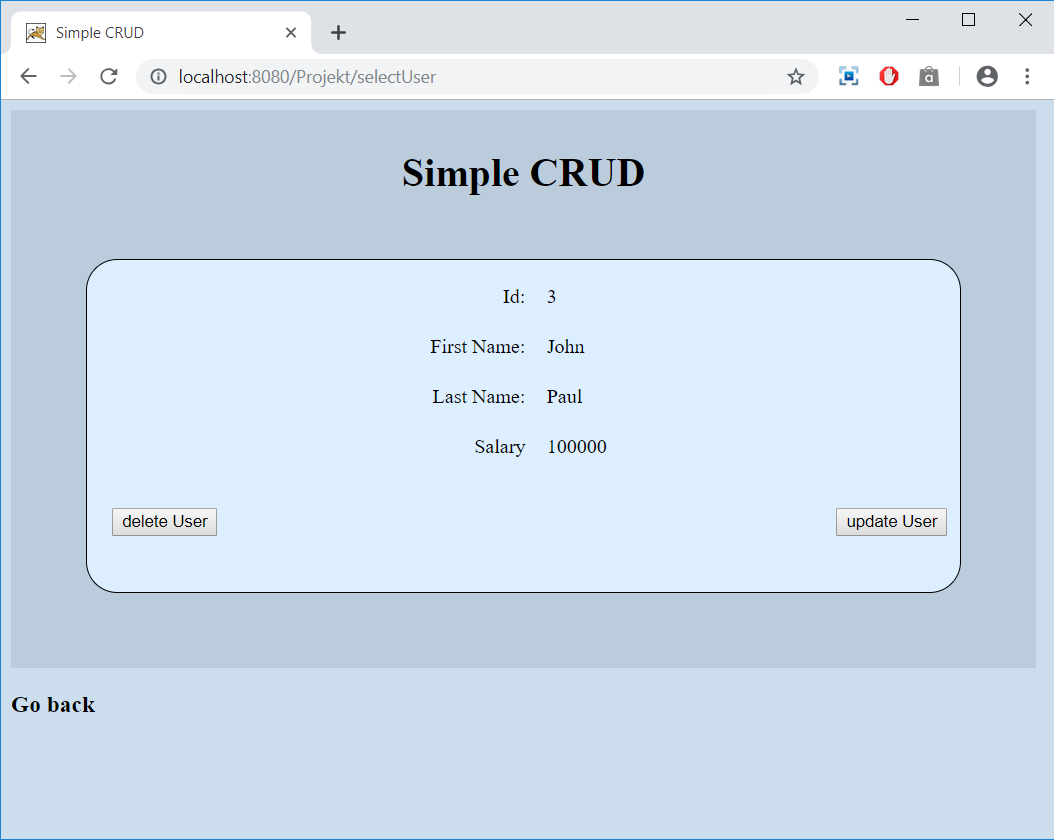 Simple CRUD
localhost:8080/Projekt/selectUser
a
Simple CRUD
Id: 3
First Name: John
Last Name: Paul
Salary 100000
delete User update User
Go back